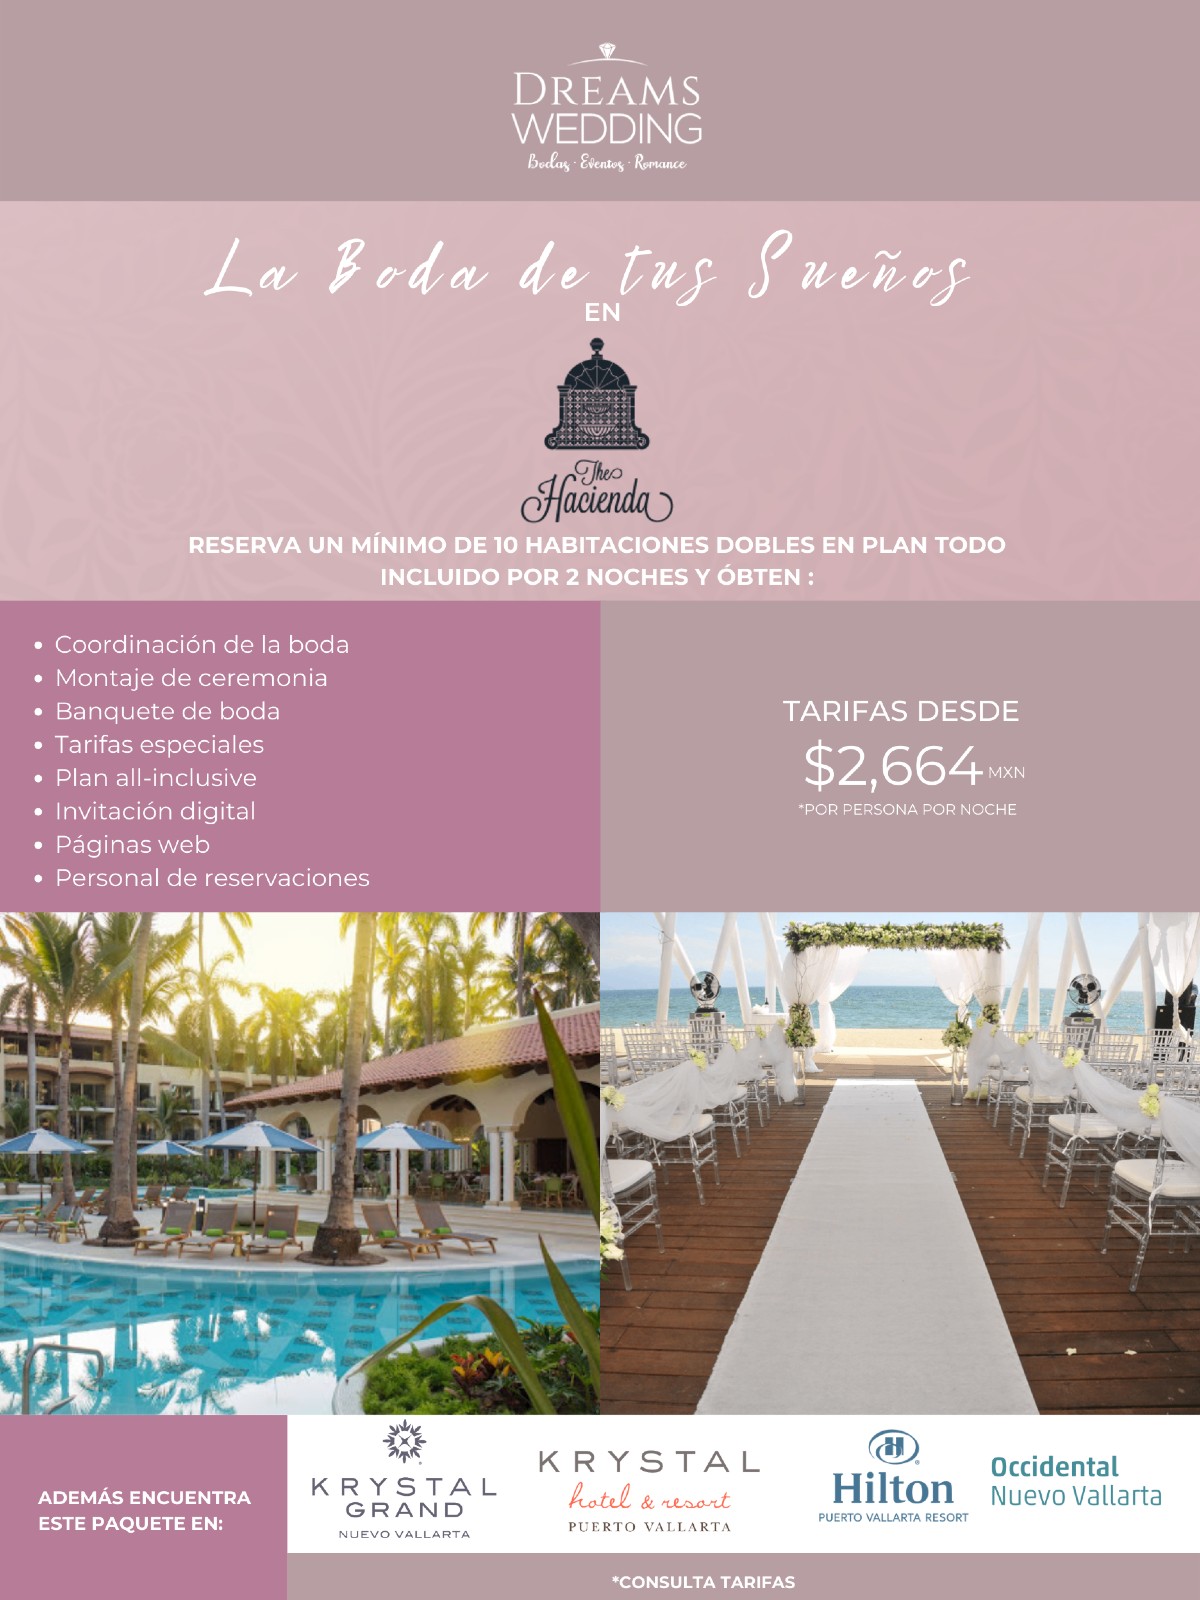 DREAMS
WEDDING
Bodas · Eventos · Romance
La Boda de tus Sueños
EN
The
Hacienda
RESERVA UN MÍNIMO DE 10 HABITACIONES DOBLES EN PLAN TODO
INCLUIDO POR 2 NOCHES Y ÓBTEN :
• Coordinación de la boda
• Montaje de ceremonia
• Banquete de boda
• Tarifas especiales
• Plan all-inclusive
• Invitación digital
• Páginas web
• Personal de reservaciones
TARIFAS DESDE
$2,664 MXN
*POR PERSONA POR NOCHE
ADEMÁS ENCUENTRA
ESTE PAQUETE EN:
KRYSTAL
GRAND
NUEVO VALLARTA
KRYSTAL
hotel & resort
PUERTO VALLARTA
H
Hilton
PUERTO VALLARTA RESORT
Occidental
Nuevo Vallarta
*CONSULTA TARIFAS